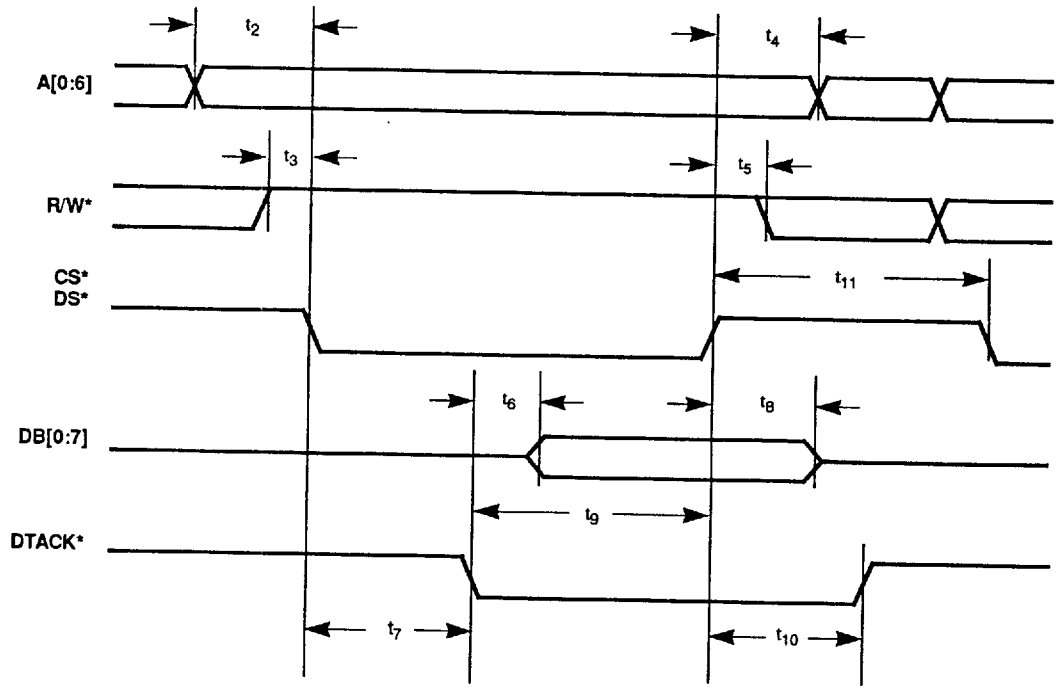 t2
t4
A[0:6]
t3
t5
R/W*
CS*
DS*
t11
t6
t8
DB[0:7]
t9
DTACK*
t7
t10